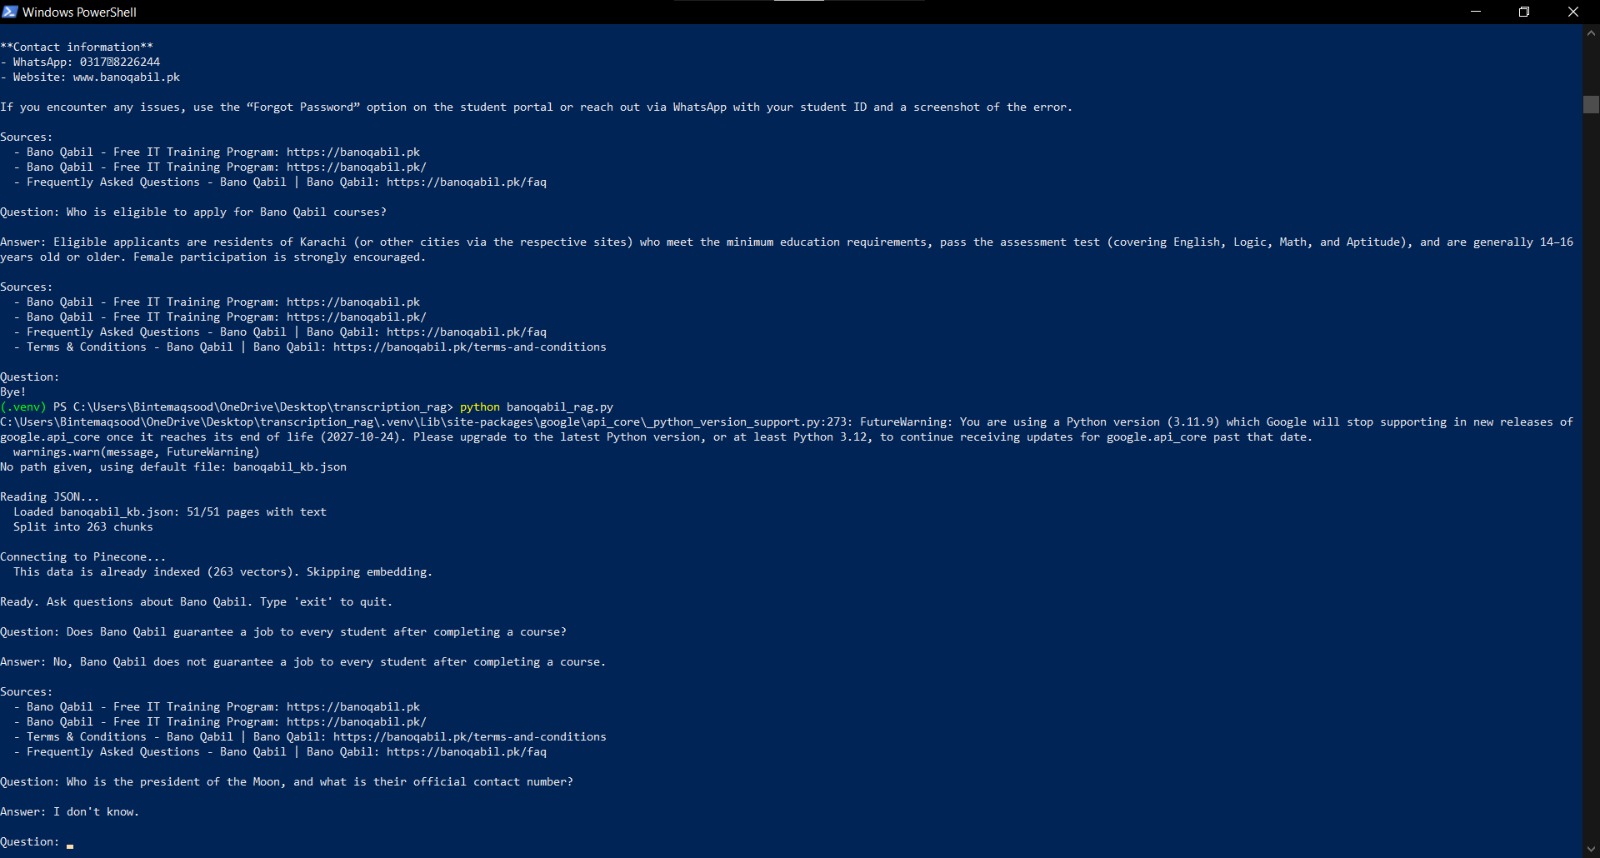 Windows PowerShell
**Contact information**
- WhatsApp: 0317⍰8226244
- Website: www.banoqabil.pk
If you encounter any issues, use the “Forgot Password” option on the student portal or reach out via WhatsApp with your student ID and a screenshot of the error.
Sources:
- Bano Qabil - Free IT Training Program: https://banoqabil.pk
- Bano Qabil - Free IT Training Program: https://banoqabil.pk/
- Frequently Asked Questions - Bano Qabil | Bano Qabil: https://banoqabil.pk/faq
Question: Who is eligible to apply for Bano Qabil courses?
Answer: Eligible applicants are residents of Karachi (or other cities via the respective sites) who meet the minimum education requirements, pass the assessment test (covering English, Logic, Math, and Aptitude), and are generally 14–16
years old or older. Female participation is strongly encouraged.
Sources:
- Bano Qabil - Free IT Training Program: https://banoqabil.pk
- Bano Qabil - Free IT Training Program: https://banoqabil.pk/
- Frequently Asked Questions - Bano Qabil | Bano Qabil: https://banoqabil.pk/faq
- Terms & Conditions - Bano Qabil | Bano Qabil: https://banoqabil.pk/terms-and-conditions
Question:
Bye!
(.venv) PS C:\Users\Bintemaqsood\OneDrive\Desktop\transcription_rag> python banoqabil_rag.py
C:\Users\Bintemaqsood\OneDrive\Desktop\transcription_rag\.venv\Lib\site-packages\google\api_core\_python_version_support.py:273: FutureWarning: You are using a Python version (3.11.9) which Google will stop supporting in new releases of
google.api_core once it reaches its end of life (2027-10-24). Please upgrade to the latest Python version, or at least Python 3.12, to continue receiving updates for google.api_core past that date.
warnings.warn(message, FutureWarning)
No path given, using default file: banoqabil_kb.json
Reading JSON...
Loaded banoqabil_kb.json: 51/51 pages with text
Split into 263 chunks
Connecting to Pinecone...
This data is already indexed (263 vectors). Skipping embedding.
Ready. Ask questions about Bano Qabil. Type 'exit' to quit.
Question: Does Bano Qabil guarantee a job to every student after completing a course?
Answer: No, Bano Qabil does not guarantee a job to every student after completing a course.
Sources:
- Bano Qabil - Free IT Training Program: https://banoqabil.pk
- Bano Qabil - Free IT Training Program: https://banoqabil.pk/
- Terms & Conditions - Bano Qabil | Bano Qabil: https://banoqabil.pk/terms-and-conditions
- Frequently Asked Questions - Bano Qabil | Bano Qabil: https://banoqabil.pk/faq
Question: Who is the president of the Moon, and what is their official contact number?
Answer: I don't know.
Question: